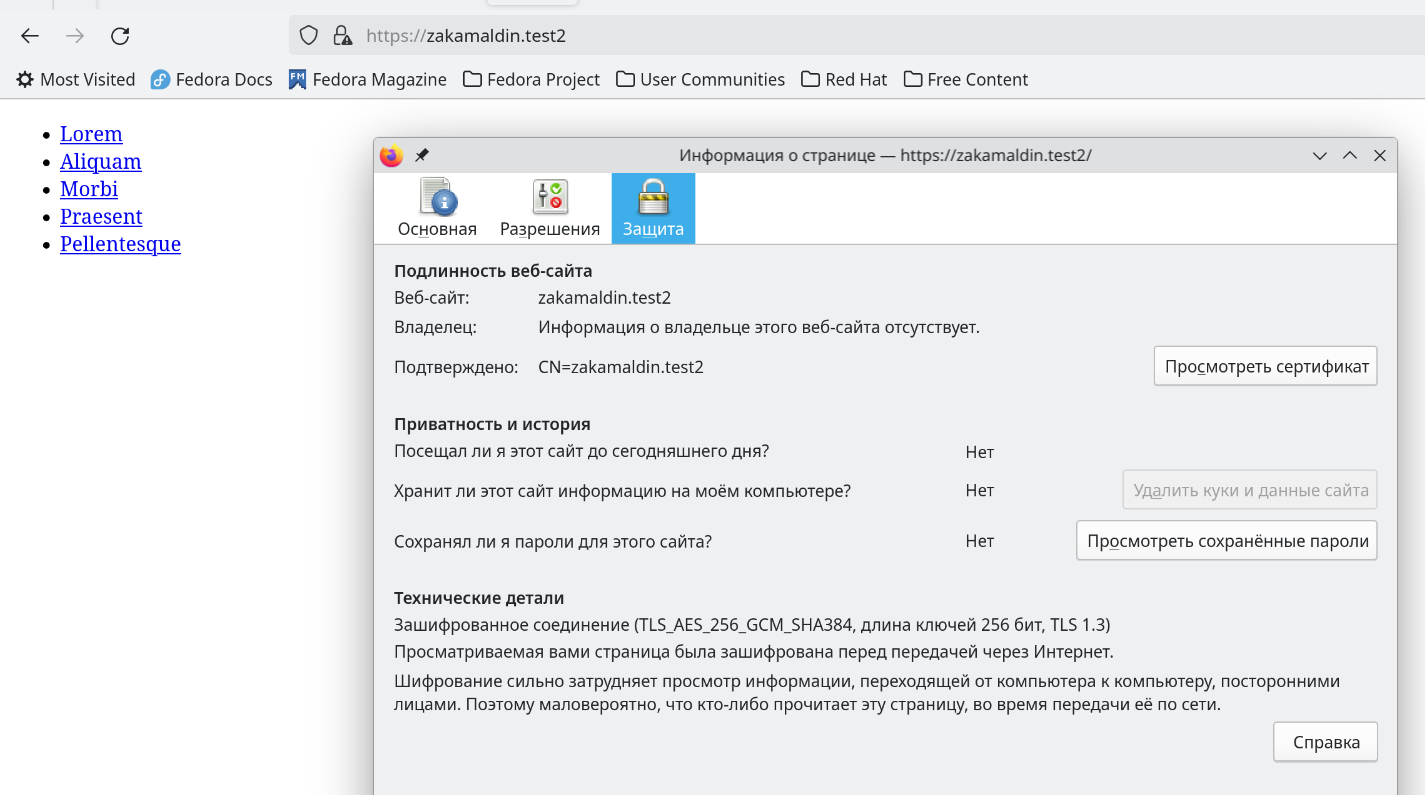 https://zakamaldin.test2
Most Visited Fedora Docs Fedora Magazine Fedora Project User Communities Red Hat Free Content
Lorem
Aliquam
Morbi
Praesent
Pellentesque
Информация о странице — https://zakamaldin.test2/
Основная Разрешения Защита
Подлинность веб-сайта
Веб-сайт: zakamaldin.test2
Владелец: Информация о владельце этого веб-сайта отсутствует.
Подтверждено: CN=zakamaldin.test2 Просмотреть сертификат
Приватность и история
Посещал ли я этот сайт до сегодняшнего дня? Нет
Хранит ли этот сайт информацию на моём компьютере? Нет Удалить куки и данные сайта
Сохранял ли я пароли для этого сайта? Нет Просмотреть сохранённые пароли
Технические детали
Зашифрованное соединение (TLS_AES_256_GCM_SHA384, длина ключей 256 бит, TLS 1.3)
Просматриваемая вами страница была зашифрована перед передачей через Интернет.
Шифрование сильно затрудняет просмотр информации, переходящей от компьютера к компьютеру, посторонними
лицами. Поэтому маловероятно, что кто-либо прочитает эту страницу, во время передачи её по сети.
Справка